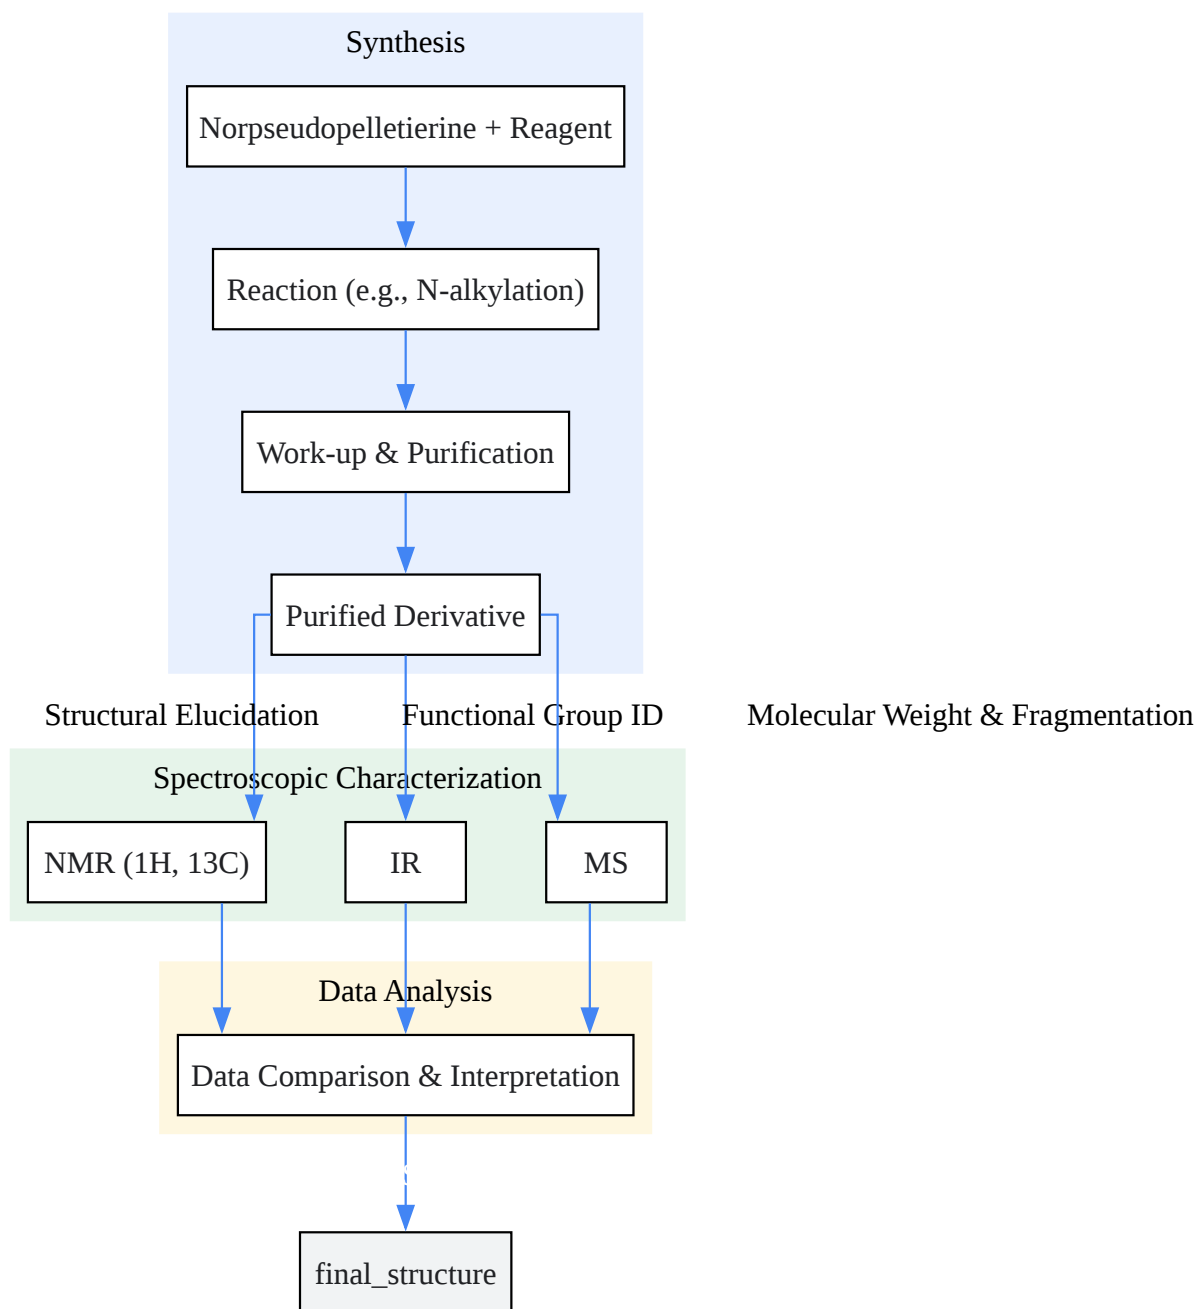 Synthesis
Norpseudopelletierine + Reagent
Reaction (e.g., N-alkylation)
Work-up & Purification
Purified Derivative
Structural Elucidation
Functional Group ID
Molecular Weight & Fragmentation
Spectroscopic Characterization
NMR (1H, 13C)
IR
MS
Data Analysis
Data Comparison & Interpretation
final_structure